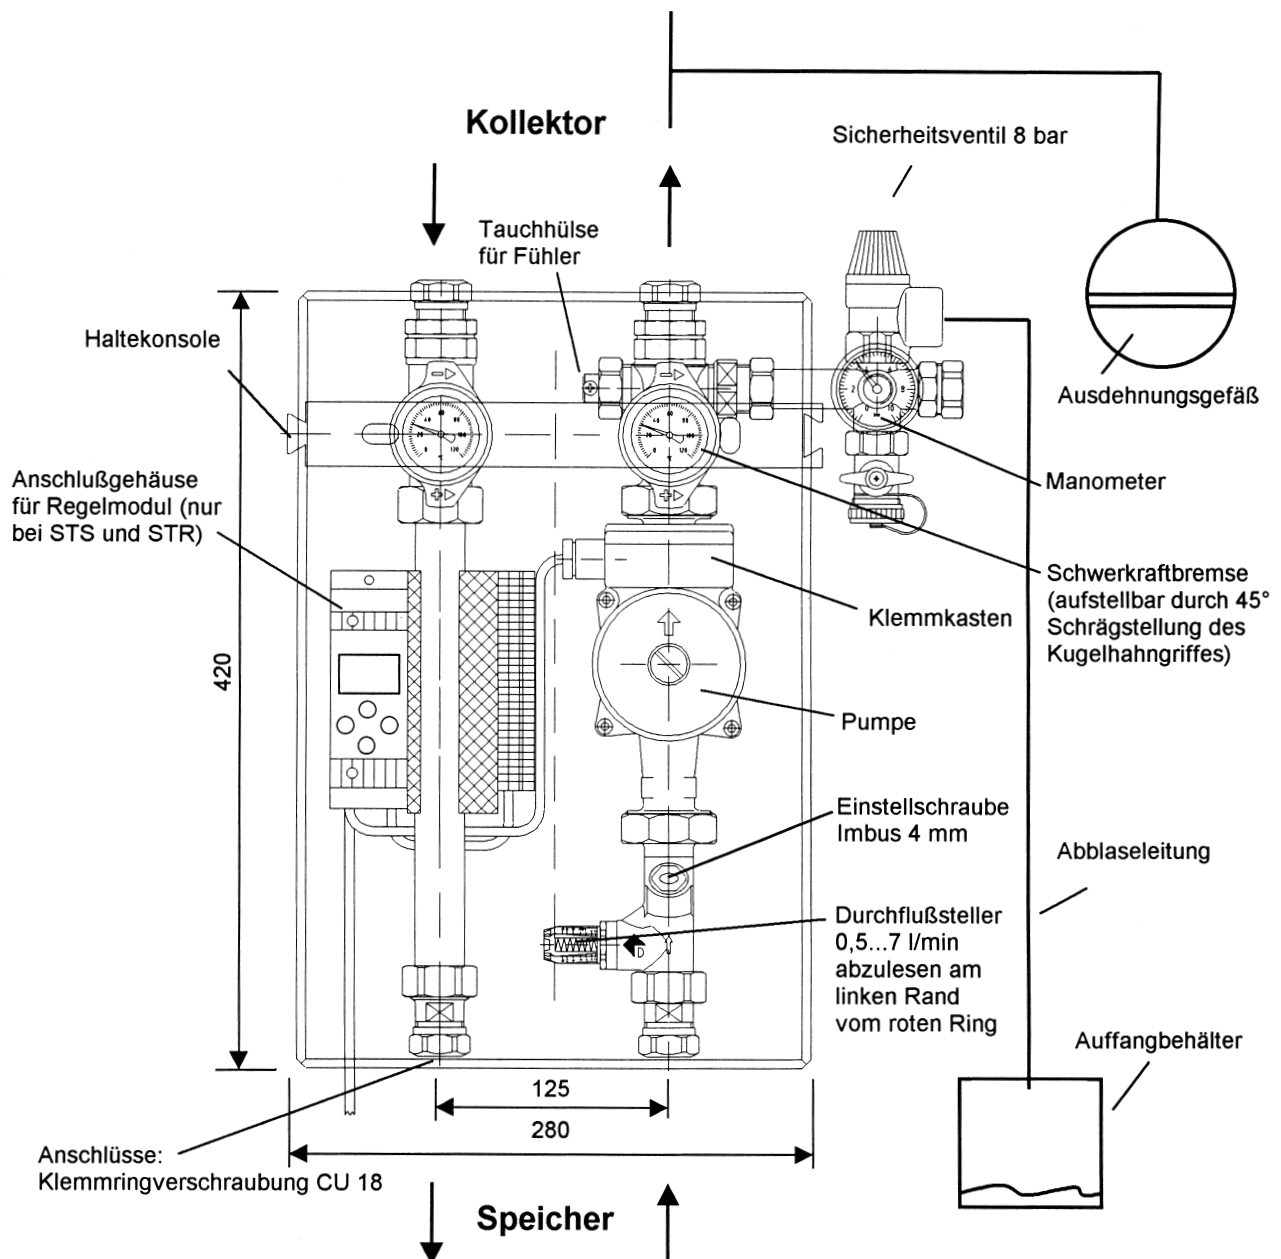 Kollektor
Sicherheitsventil 8 bar
Tauchhülse
für Fühler
Haltekonsole
Ausdehnungsgefäß
Anschlußgehäuse
für Regelmodul (nur
bei STS und STR)
Manometer
Schwerkraftbremse
(aufstellbar durch 45°
Schrägstellung des
Kugelhahngriffes)
Klemmkasten
420
Pumpe
Einstellschraube
Imbus 4 mm
Abblaseleitung
Durchflußsteller
0,5...7 l/min
abzulesen am
linken Rand
vom roten Ring
D
Auffangbehälter
125
280
Anschlüsse:
Klemmringverschraubung CU 18
Speicher